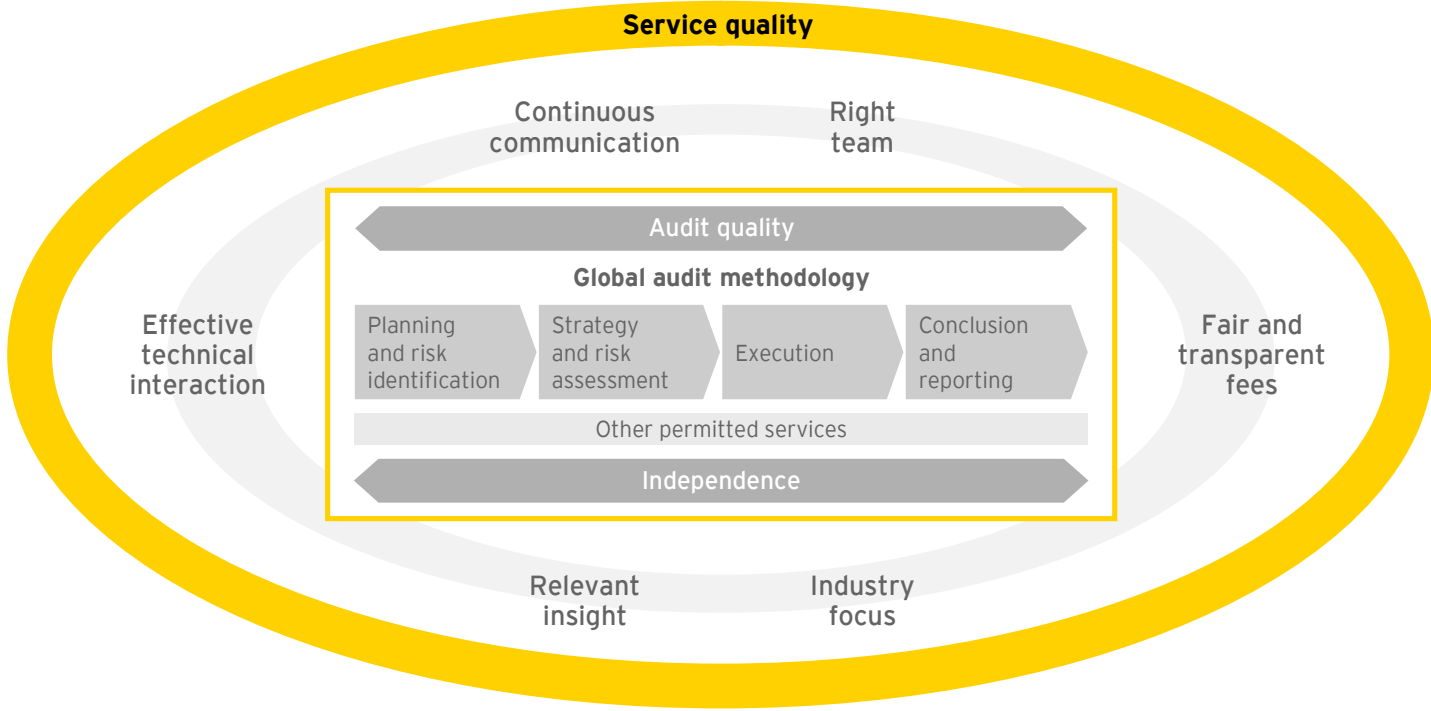 Service quality
Continuous
communication
Right
team
Audit quality
Global audit methodology
Effective
technical
interaction
Planning
and risk
identification
Strategy
and risk
assessment
Execution
Conclusion
and
reporting
Fair and
transparent
fees
Other permitted services
Independence
Relevant
insight
Industry
focus